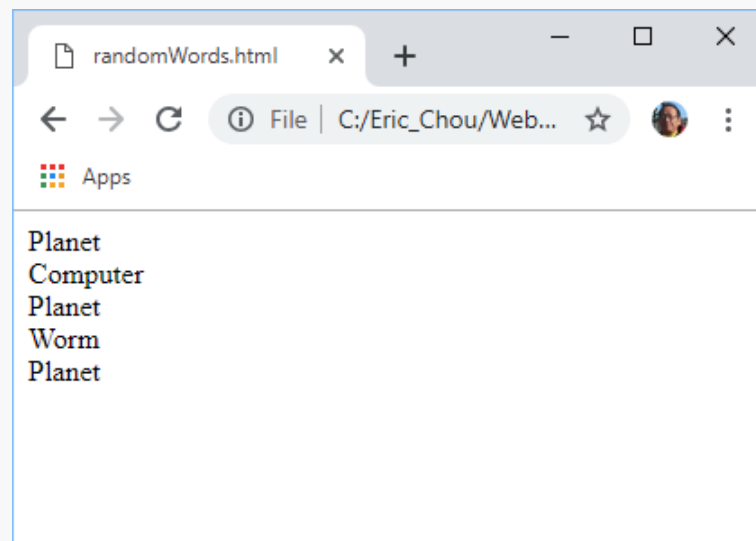 randomWords.html
File | C:/Eric_Chou/Web...
Apps
Planet
Computer
Planet
Worm
Planet